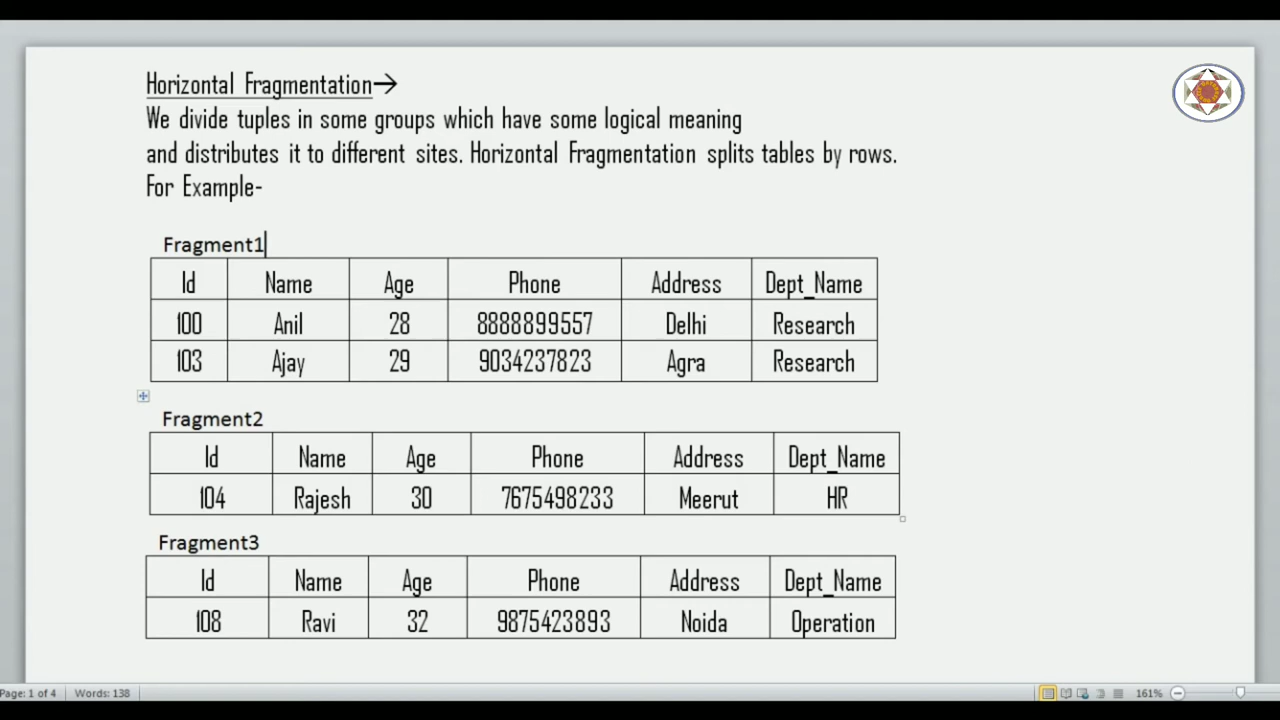 Horizontal Fragmentation→
We divide tuples in some groups which have some logical meaning
and distributes it to different sites. Horizontal Fragmentation splits tables by rows.
For Example-
Fragment1
Id Name Age Phone Address Dept_Name
100 Anil 28 8888899557 Delhi Research
103 Ajay 29 9034237823 Agra Research
Fragment2
Id Name Age Phone Address Dept_Name
104 Rajesh 30 7675498233 Meerut HR
Fragment3
Id Name Age Phone Address Dept_Name
108 Ravi 32 9875423893 Noida Operation
Page: 1 of 4 Words: 138 161%